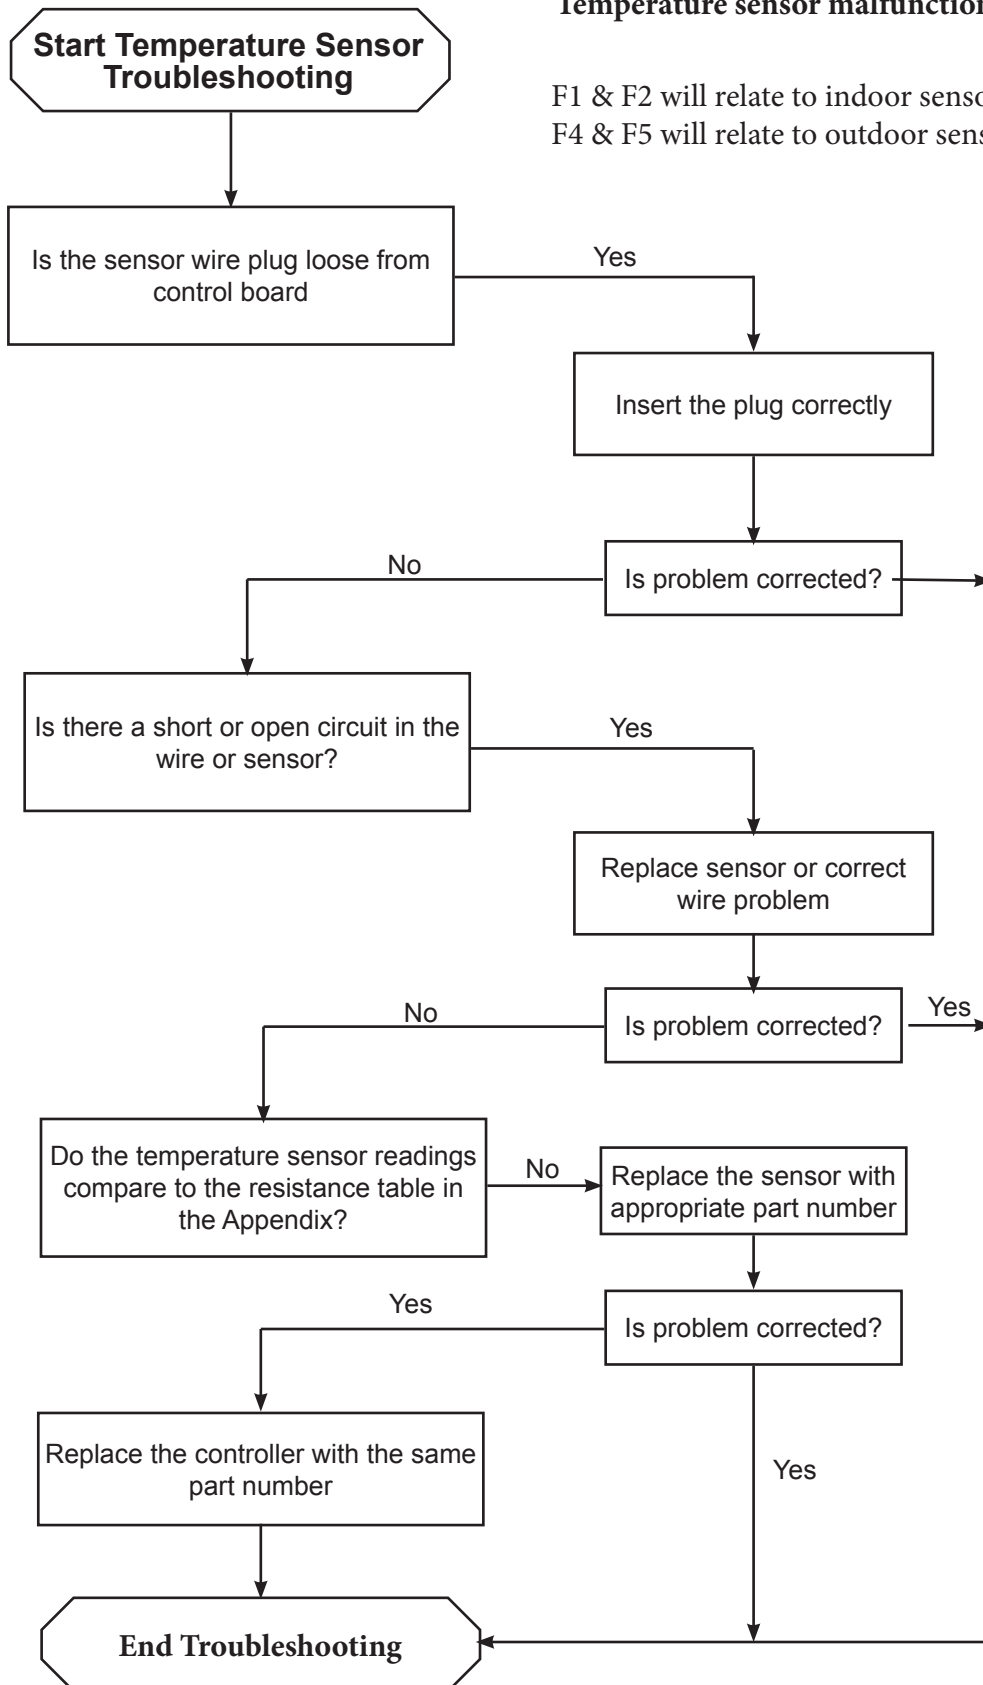 Temperature sensor malfunction
Start Temperature Sensor
Troubleshooting
F1 & F2 will relate to indoor
F4 & F5 will relate to outdoor
Is the sensor wire plug loose from
control board
Yes
Insert the plug correctly
No
Is problem corrected?
Is there a short or open circuit in the
wire or sensor?
Yes
Replace sensor or correct
wire problem
No
Is problem corrected?
Yes
Do the temperature sensor readings
compare to the resistance table in
the Appendix?
No
Replace the sensor with
appropriate part number
Yes
Is problem corrected?
Replace the controller with the same
part number
Yes
End Troubleshooting